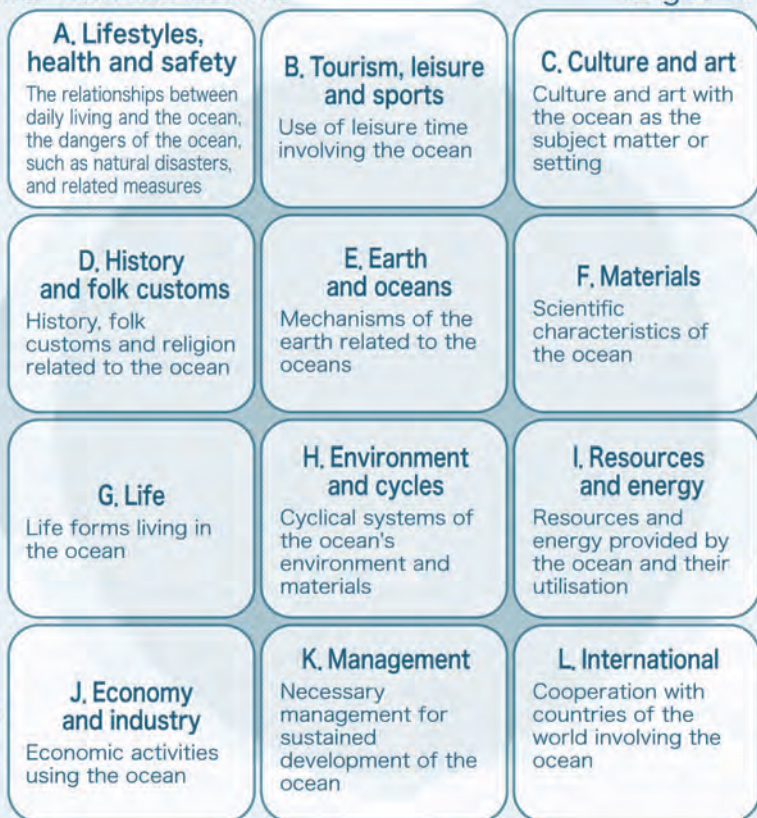 A. Lifestyles,
health and safety
The relationships between
daily living and the ocean,
the dangers of the ocean,
such as natural disasters,
and related measures
B. Tourism, leisure
and sports
Use of leisure time
involving the ocean
C. Culture and art
Culture and art with
the ocean as the
subject matter or
setting
D. History
and folk customs
History, folk
customs and religion
related to the ocean
E. Earth
and oceans
Mechanisms of the
earth related to the
oceans
F. Materials
Scientific
characteristics of
the ocean
G. Life
Life forms living in
the ocean
H. Environment
and cycles
Cyclical systems of
the ocean's
environment and
materials
I. Resources
and energy
Resources and
energy provided by
the ocean and their
utilisation
J. Economy
and industry
Economic activities
using the ocean
K. Management
Necessary
management for
sustained
development of the
ocean
L. International
Cooperation with
countries of the
world involving the
ocean